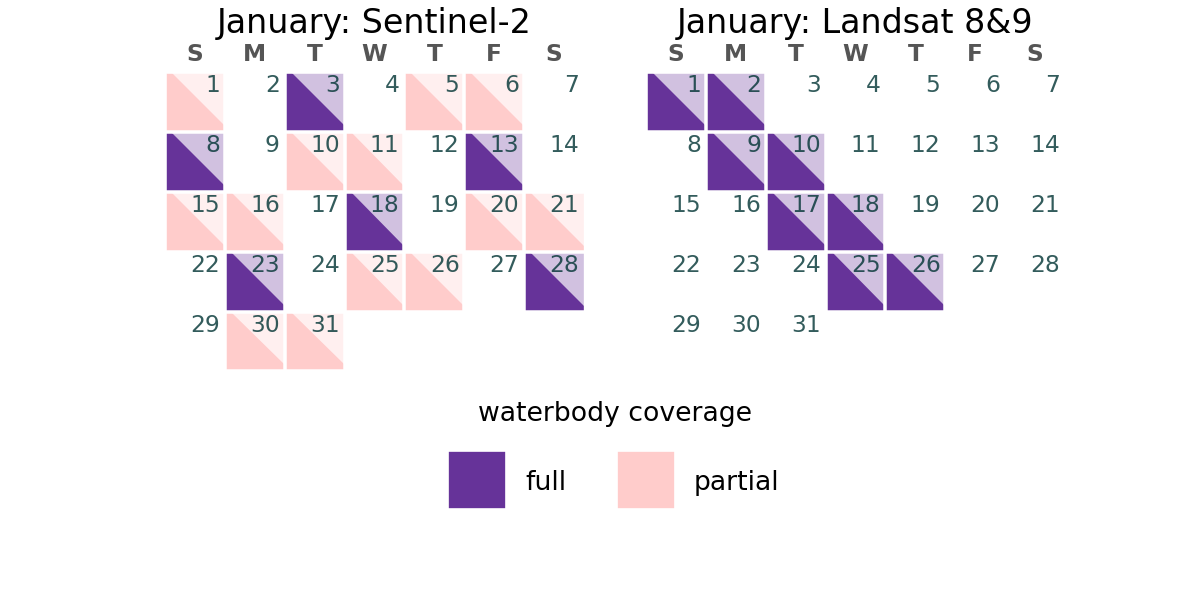 January: Sentinel-2
S M T W T F S
1 2 3 4 5 6 7
8 9 10 11 12 13 14
15 16 17 18 19 20 21
22 23 24 25 26 27 28
29 30 31
January: Landsat 8&9
S M T W T F S
1 2 3 4 5 6 7
8 9 10 11 12 13 14
15 16 17 18 19 20 21
22 23 24 25 26 27 28
29 30 31
waterbody coverage
full partial